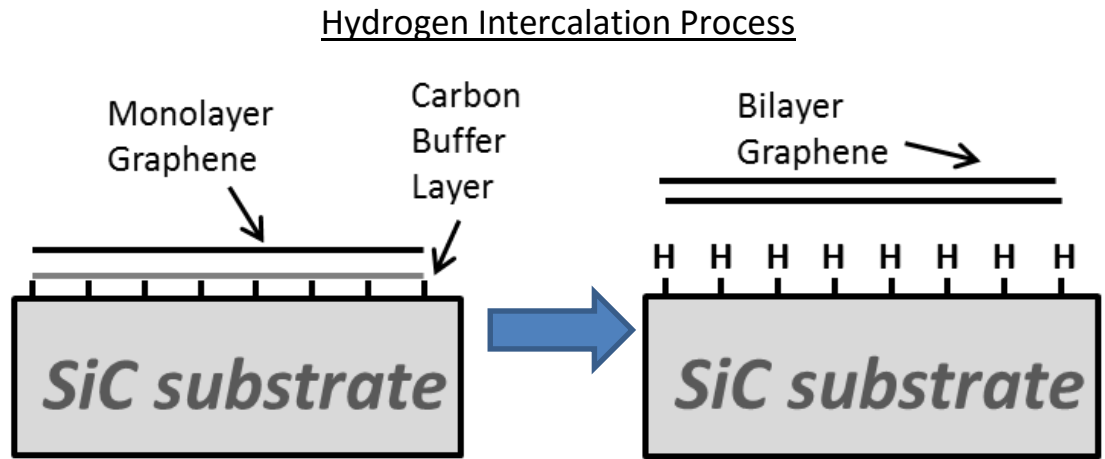 Hydrogen Intercalation Process
Monolayer
Graphene
Carbon
Buffer
Layer
SiC substrate
Bilayer
Graphene
H H H H H H H H
SiC substrate